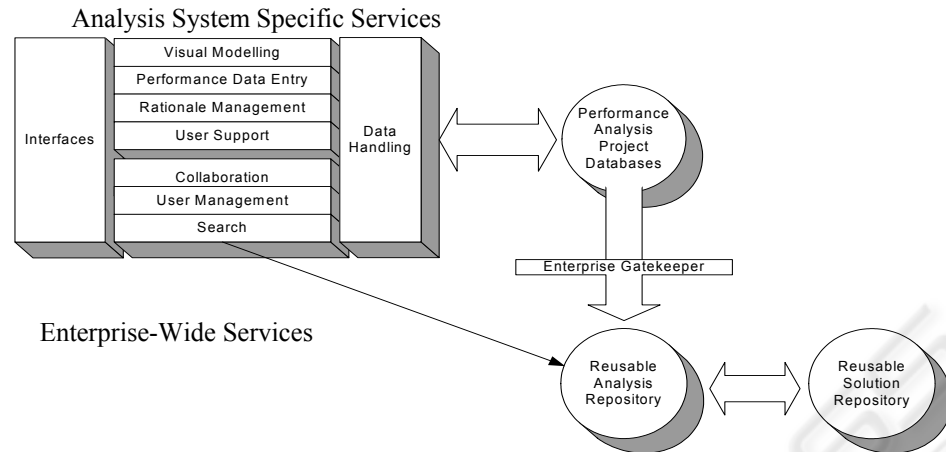 Analysis System Specific Services
Interfaces
Visual Modelling
Performance Data Entry
Rationale Management
User Support
Collaboration
User Management
Search
Data
Handling
Performance
Analysis
Project
Databases
Enterprise Gatekeeper
Enterprise-Wide Services
Reusable
Analysis
Repository
Reusable
Solution
Repository